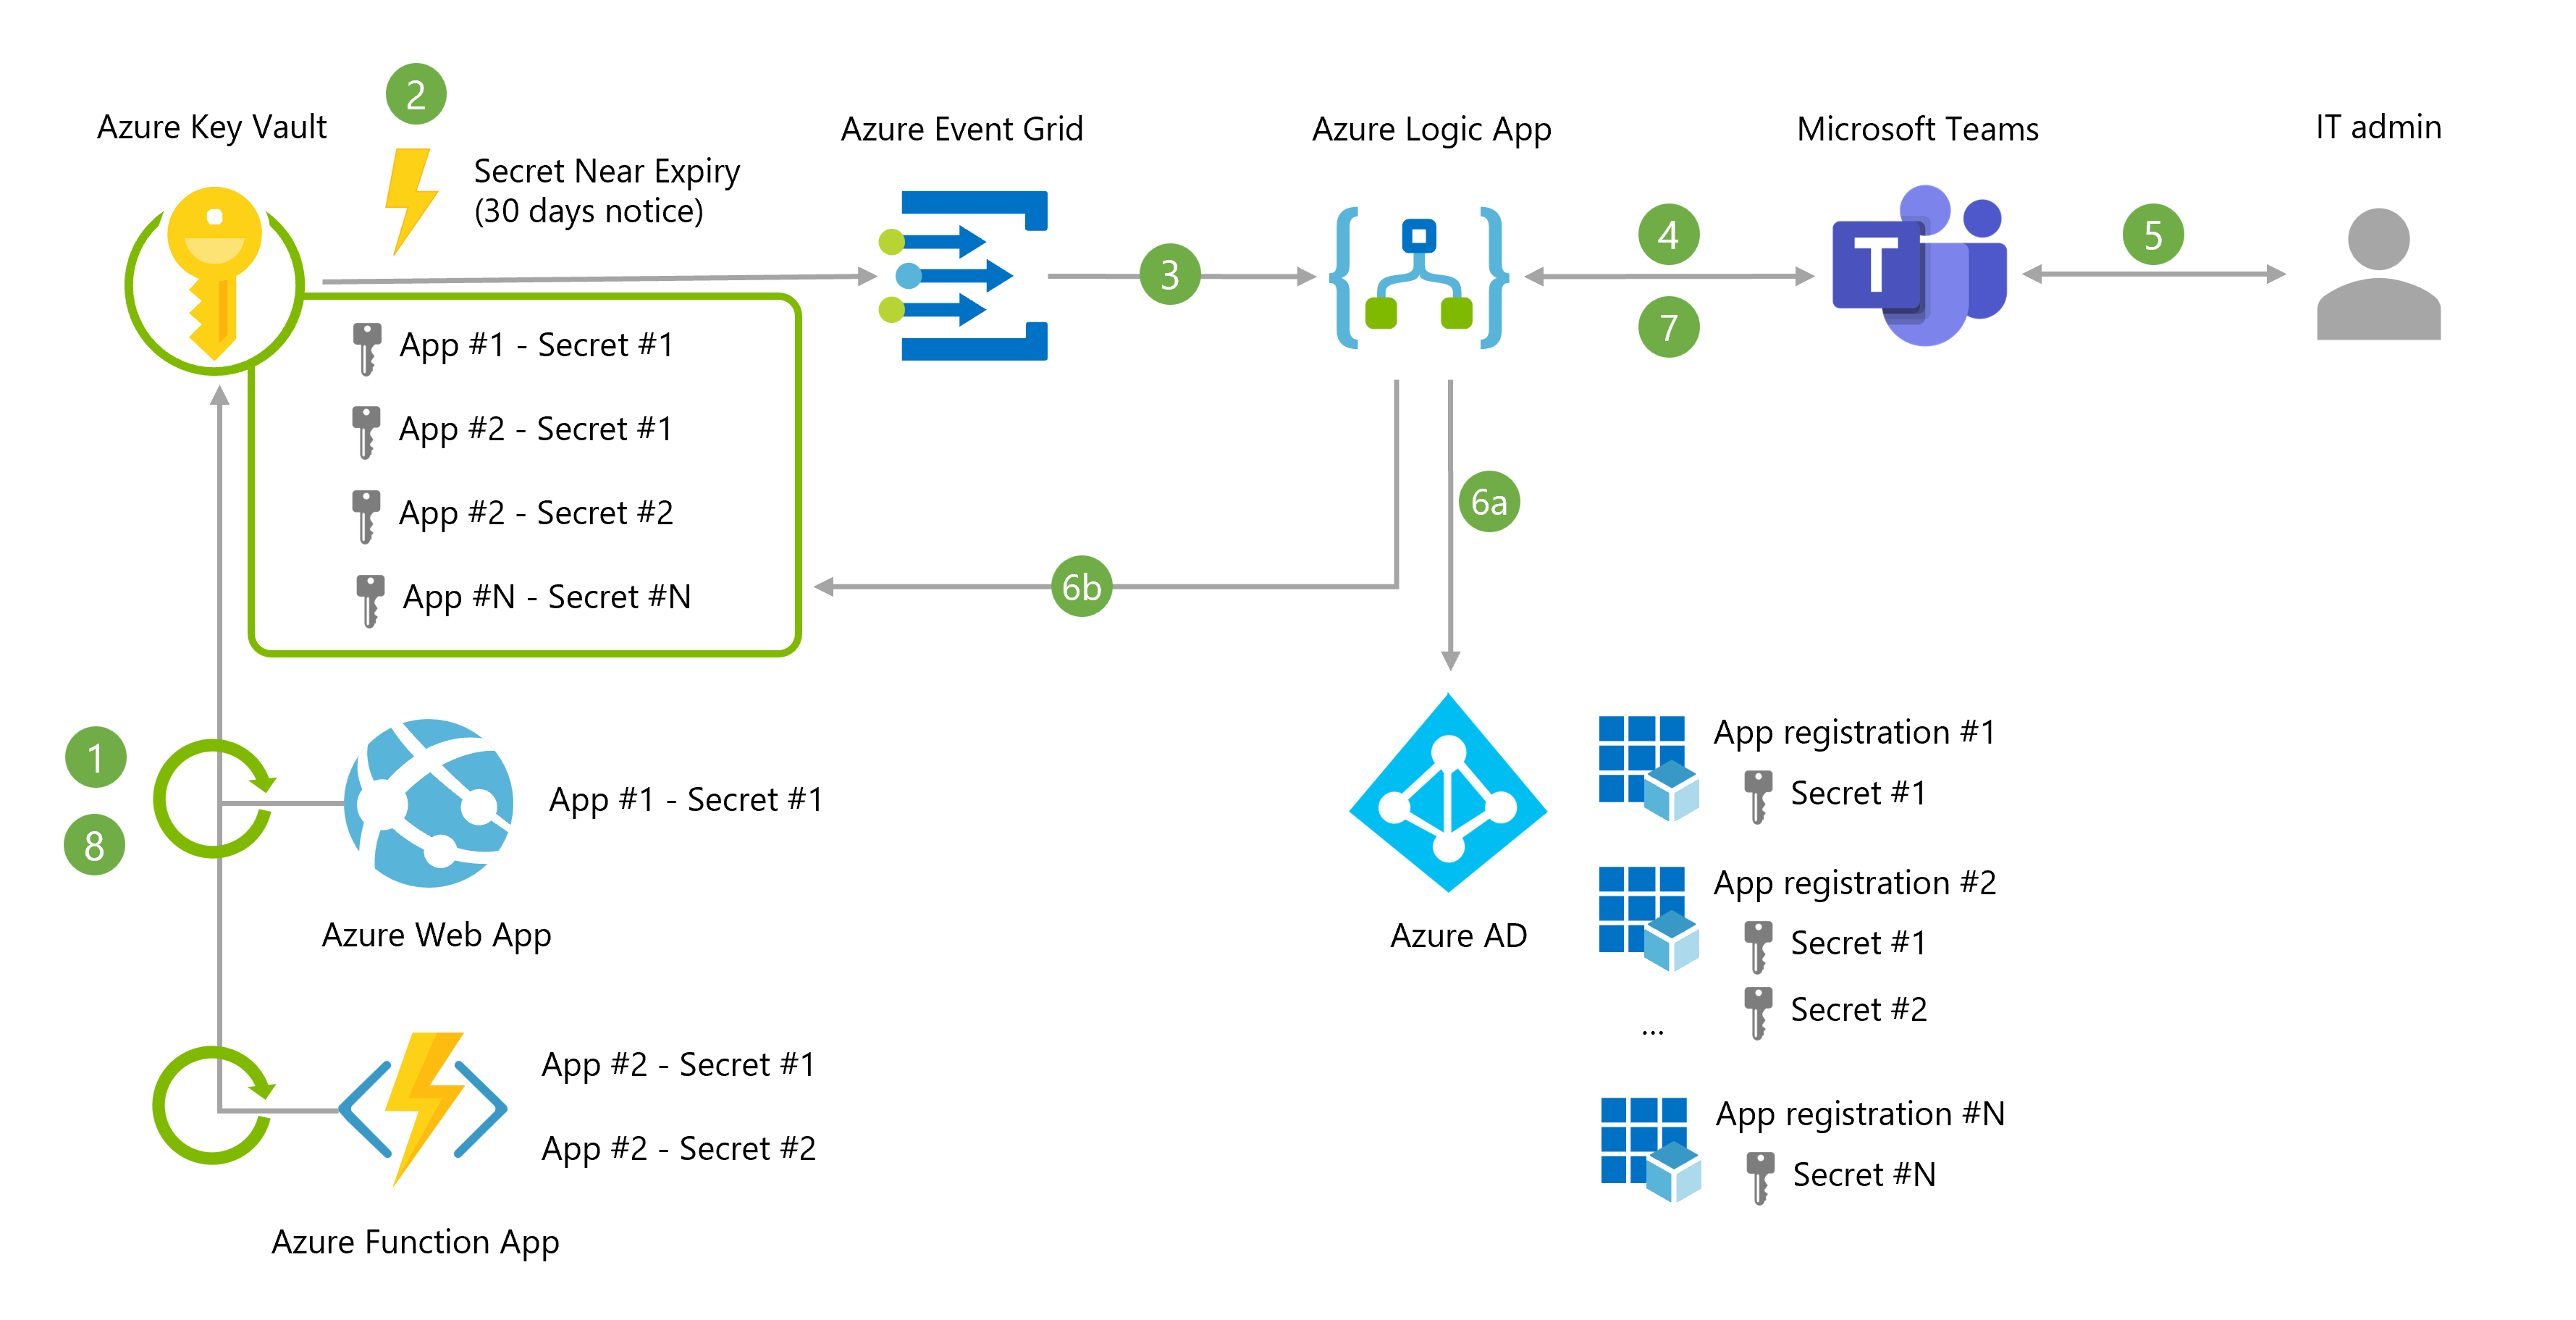 2
Azure Key Vault
Secret Near Expiry
(30 days notice)
Azure Event Grid
Azure Logic App
Microsoft Teams
IT admin
3
4
7
T
5
App #1 - Secret #1
App #2 - Secret #1
App #2 - Secret #2
App #N - Secret #N
6a
6b
1
8
App #1 - Secret #1
Azure Web App
App #2 - Secret #1
App #2 - Secret #2
Azure Function App
Azure AD
App registration #1
Secret #1
App registration #2
Secret #1
Secret #2
...
App registration #N
Secret #N